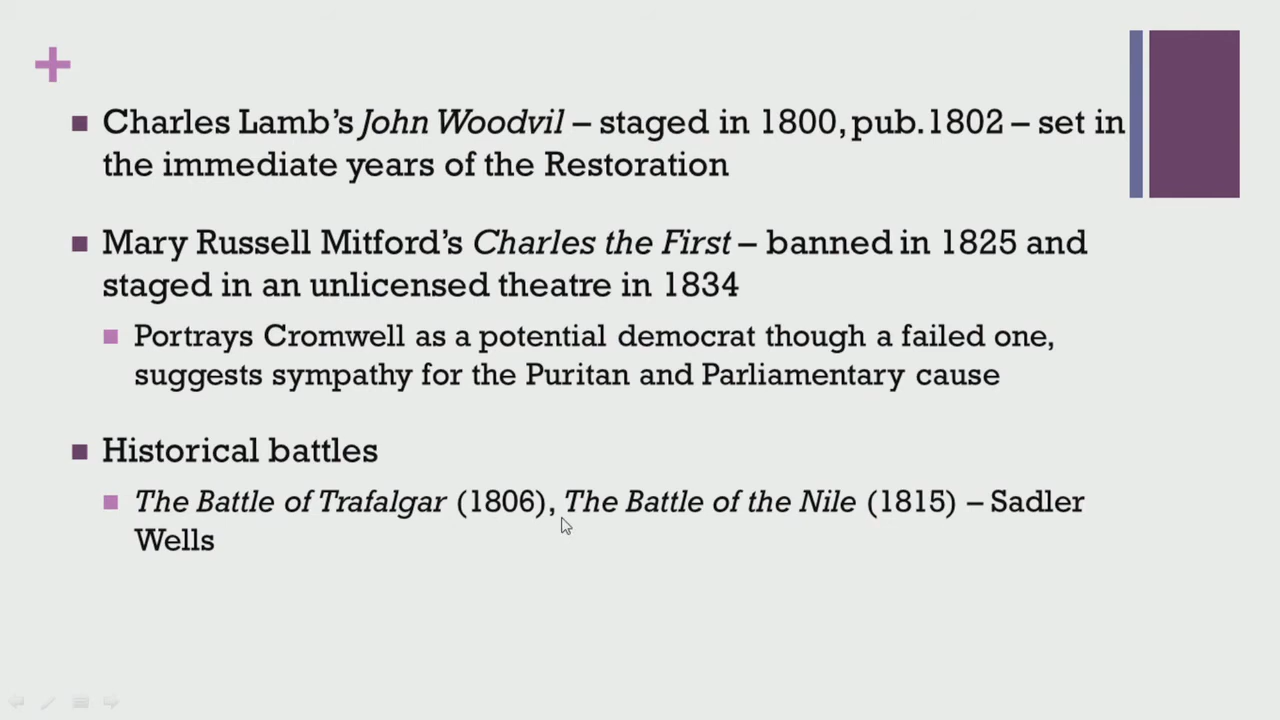 Charles Lamb's John Woodvil – staged in 1800, pub.1802 – set in
the immediate years of the Restoration
Mary Russell Mitford's Charles the First – banned in 1825 and
staged in an unlicensed theatre in 1834
Portrays Cromwell as a potential democrat though a failed one,
suggests sympathy for the Puritan and Parliamentary cause
Historical battles
The Battle of Trafalgar (1806), The Battle of the Nile (1815) – Sadler
Wells